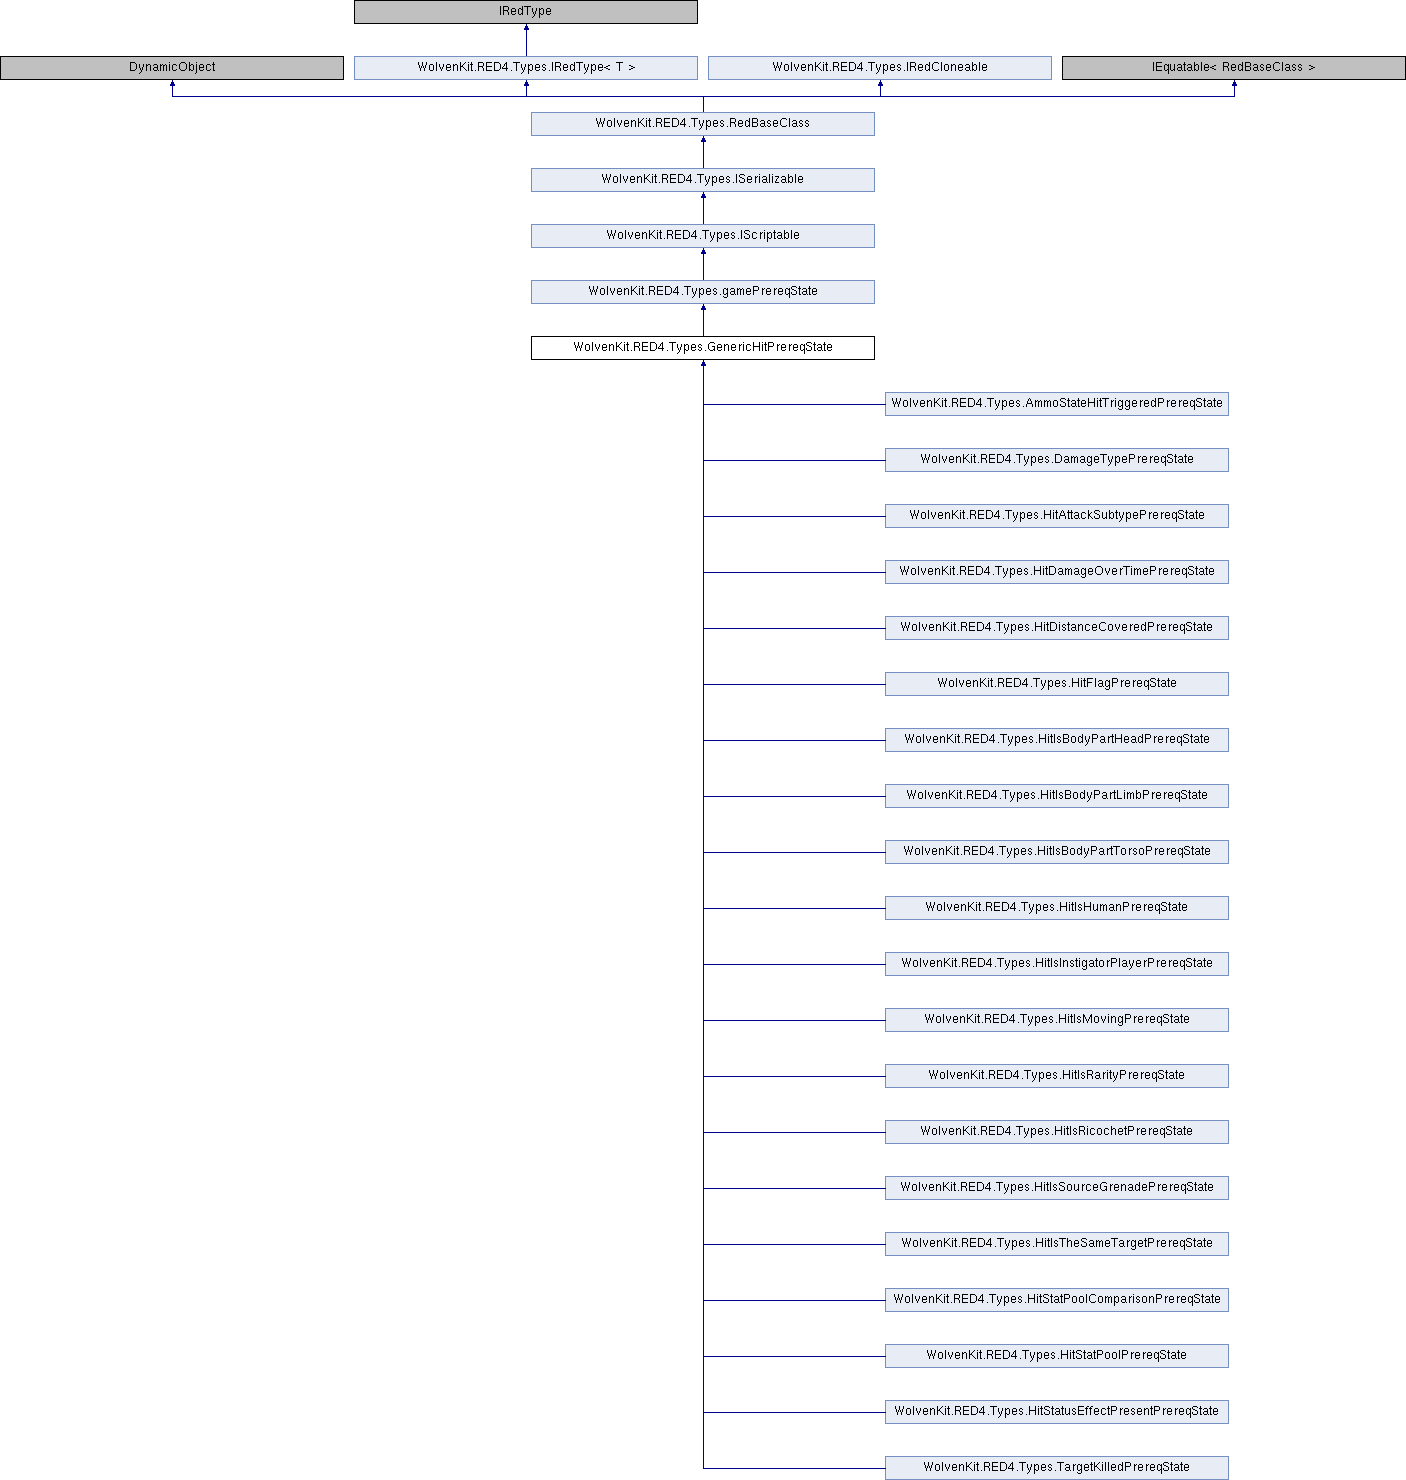 IRedType
DynamicObject
WolvenKit.RED4.Types.IRedType< T >
WolvenKit.RED4.Types.IRedCloneable
IEquatable< RedBaseClass >
WolvenKit.RED4.Types.RedBaseClass
WolvenKit.RED4.Types.ISerializable
WolvenKit.RED4.Types.IScriptable
WolvenKit.RED4.Types.gamePrereqState
WolvenKit.RED4.Types.GenericHitPrereqState
WolvenKit.RED4.Types.AmmoStateHitTriggeredPrereqState
WolvenKit.RED4.Types.DamageTypePrereqState
WolvenKit.RED4.Types.HitAttackSubtypePrereqState
WolvenKit.RED4.Types.HitDamageOverTimePrereqState
WolvenKit.RED4.Types.HitDistanceCoveredPrereqState
WolvenKit.RED4.Types.HitFlagPrereqState
WolvenKit.RED4.Types.HitIsBodyPartHeadPrereqState
WolvenKit.RED4.Types.HitIsBodyPartLimbPrereqState
WolvenKit.RED4.Types.HitIsBodyPartTorsoPrereqState
WolvenKit.RED4.Types.HitIsHumanPrereqState
WolvenKit.RED4.Types.HitIsInstigatorPlayerPrereqState
WolvenKit.RED4.Types.HitIsMovingPrereqState
WolvenKit.RED4.Types.HitIsRarityPrereqState
WolvenKit.RED4.Types.HitIsRicochetPrereqState
WolvenKit.RED4.Types.HitIsSourceGrenadePrereqState
WolvenKit.RED4.Types.HitIsTheSameTargetPrereqState
WolvenKit.RED4.Types.HitStatPoolComparisonPrereqState
WolvenKit.RED4.Types.HitStatPoolPrereqState
WolvenKit.RED4.Types.HitStatusEffectPresentPrereqState
WolvenKit.RED4.Types.TargetKilledPrereqState